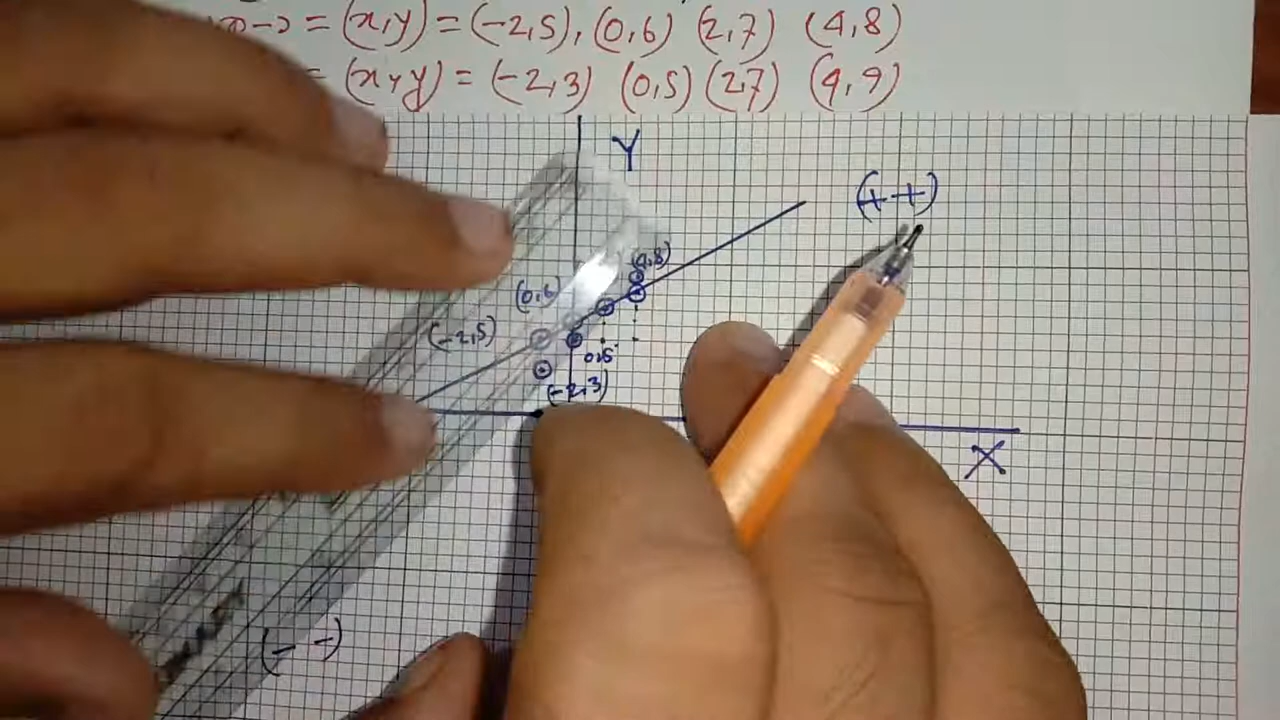 = (x,y) = (-2,5), (0,6) (2,7) (4,8)
= (x,y) = (-2,3) (0,5) (2,7) (4,9)
Y
(+ +)
(4,8)
(0,6)
(-2,5)
0,5
(-2,3)
X
(- -)